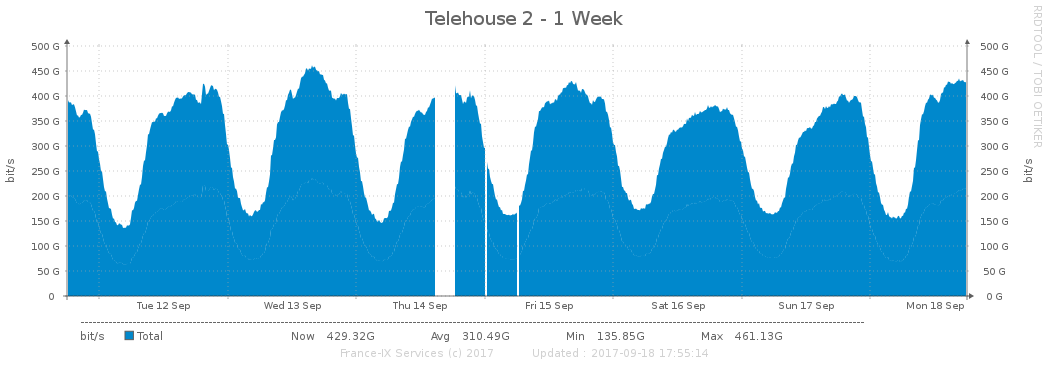 Telehouse 2 - 1 Week
RRDTOOL / TOBI OETIKER
500 G 500 G
450 G 450 G
400 G 400 G
350 G 350 G
300 G 300 G
250 G 250 G
200 G 200 G
150 G 150 G
100 G 100 G
50 G 50 G
0 0 G
bit/s bit/s
Tue 12 Sep Wed 13 Sep Thu 14 Sep Fri 15 Sep Sat 16 Sep Sun 17 Sep Mon 18 Sep
bit/s Total Now 429.32G Avg 310.49G Min 135.85G Max 461.13G
France-IX Services (c) 2017 Updated : 2017-09-18 17:55:14